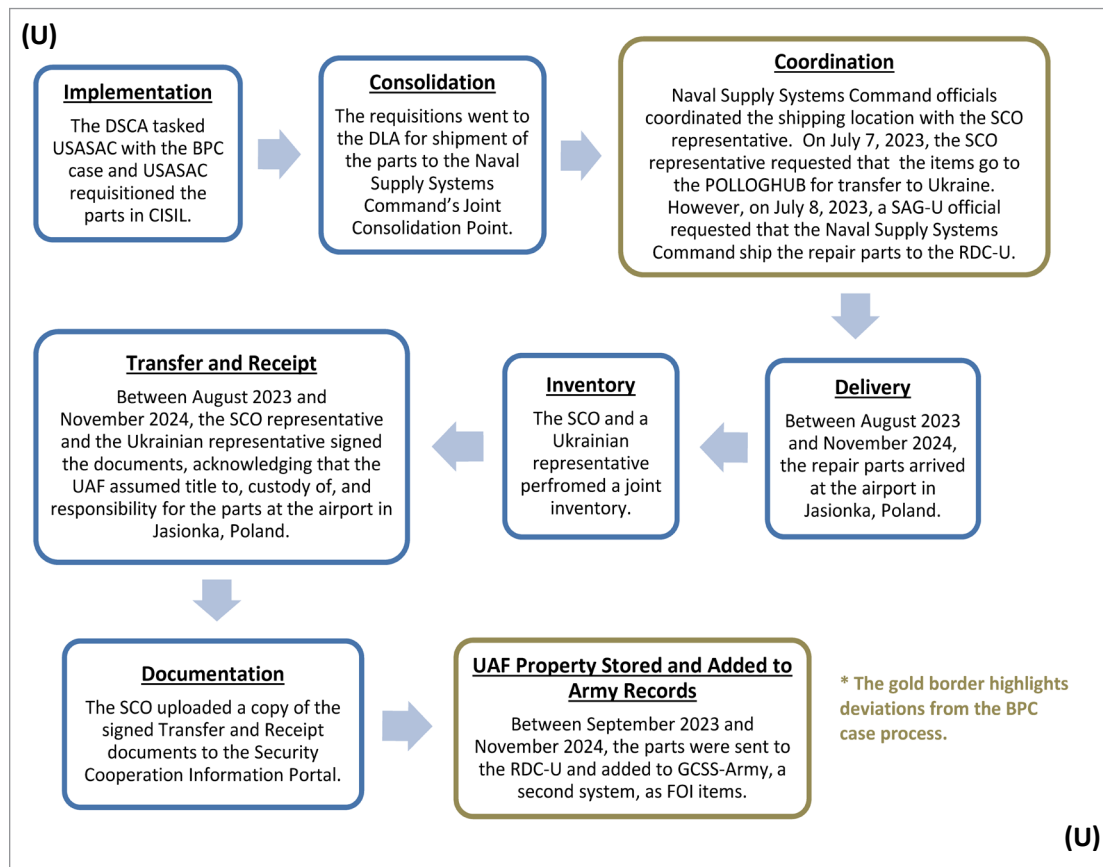 (U)
Implementation
The DSCA tasked
USASAC with the BPC
case and USASAC
requisitioned the
parts in CISIL.
Consolidation
The requisitions went to
the DLA for shipment of
the parts to the Naval
Supply Systems
Command’s Joint
Consolidation Point.
Coordination
Naval Supply Systems Command officials
coordinated the shipping location with the SCO
representative. On July 7, 2023, the SCO
representative requested that the items go to
the POLLOGHUB for transfer to Ukraine.
However, on July 8, 2023, a SAG-U official
requested that the Naval Supply Systems
Command ship the repair parts to the RDC-U.
Delivery
Between August 2023
and November 2024,
the repair parts arrived
at the airport in
Jasionka, Poland.
Inventory
The SCO and a
Ukrainian
representative
perfromed a joint
inventory.
Transfer and Receipt
Between August 2023 and
November 2024, the SCO representative
and the Ukrainian representative signed
the documents, acknowledging that the
UAF assumed title to, custody of, and
responsibility for the parts at the airport in
Jasionka, Poland.
Documentation
The SCO uploaded a copy of the
signed Transfer and Receipt
documents to the Security
Cooperation Information Portal.
UAF Property Stored and Added to
Army Records
Between September 2023 and
November 2024, the parts were sent to
the RDC-U and added to GCSS-Army, a
second system, as FOI items.
* The gold border highlights
deviations from the BPC
case process.
(U)